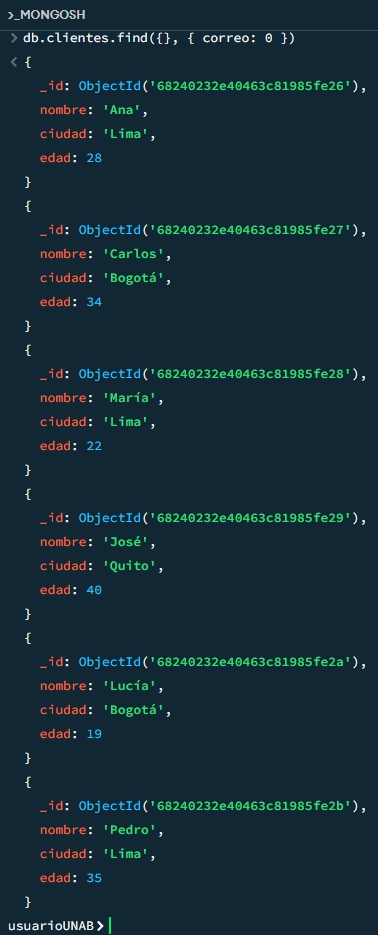 >_MONGOSH
> db.clientes.find({}, { correo: 0 })
< {
_id: ObjectId('68240232e40463c81985fe26'),
nombre: 'Ana',
ciudad: 'Lima',
edad: 28
}
{
_id: ObjectId('68240232e40463c81985fe27'),
nombre: 'Carlos',
ciudad: 'Bogotá',
edad: 34
}
{
_id: ObjectId('68240232e40463c81985fe28'),
nombre: 'María',
ciudad: 'Lima',
edad: 22
}
{
_id: ObjectId('68240232e40463c81985fe29'),
nombre: 'José',
ciudad: 'Quito',
edad: 40
}
{
_id: ObjectId('68240232e40463c81985fe2a'),
nombre: 'Lucía',
ciudad: 'Bogotá',
edad: 19
}
{
_id: ObjectId('68240232e40463c81985fe2b'),
nombre: 'Pedro',
ciudad: 'Lima',
edad: 35
}
usuarioUNAB>